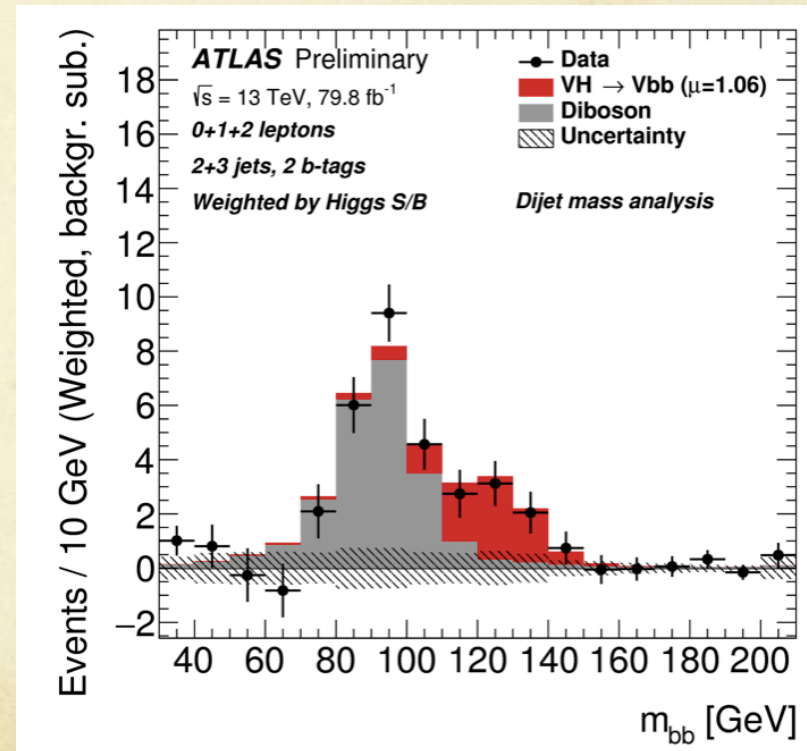 ATLAS Preliminary
√s = 13 TeV, 79.8 fb⁻¹
0+1+2 leptons
2+3 jets, 2 b-tags
Weighted by Higgs S/B
Data
VH → Vbb (μ=1.06)
Diboson
Uncertainty
Dijet mass analysis
Events / 10 GeV (Weighted, backgr. sub.)
18
16
14
12
10
8
6
4
2
0
−2
40 60 80 100 120 140 160 180 200
m_bb [GeV]